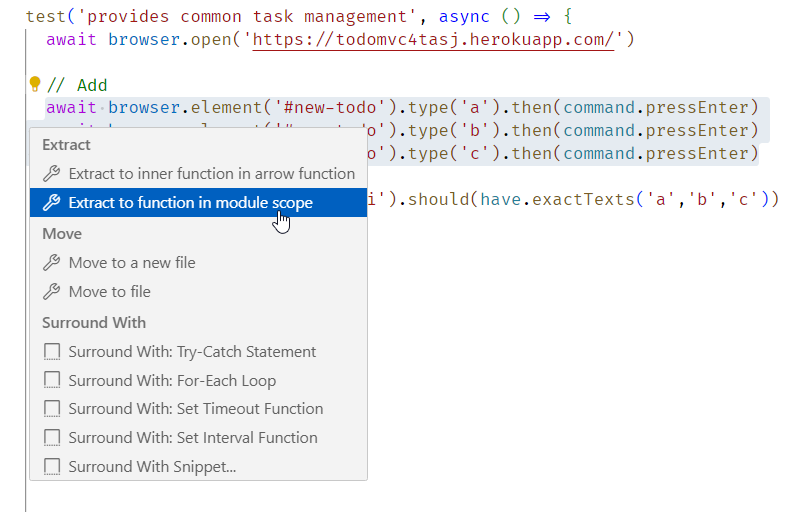 test('provides common task management', async () => {
await browser.open('https://todomvc4tasj.herokuapp.com/')
// Add
await browser.element('#new-todo').type('a').then(command.pressEnter)
o').type('b').then(command.pressEnter)
o').type('c').then(command.pressEnter)
i').should(have.exactTexts('a','b','c'))
Extract
Extract to inner function in arrow function
Extract to function in module scope
Move
Move to a new file
Move to file
Surround With
Surround With: Try-Catch Statement
Surround With: For-Each Loop
Surround With: Set Timeout Function
Surround With: Set Interval Function
Surround With Snippet...